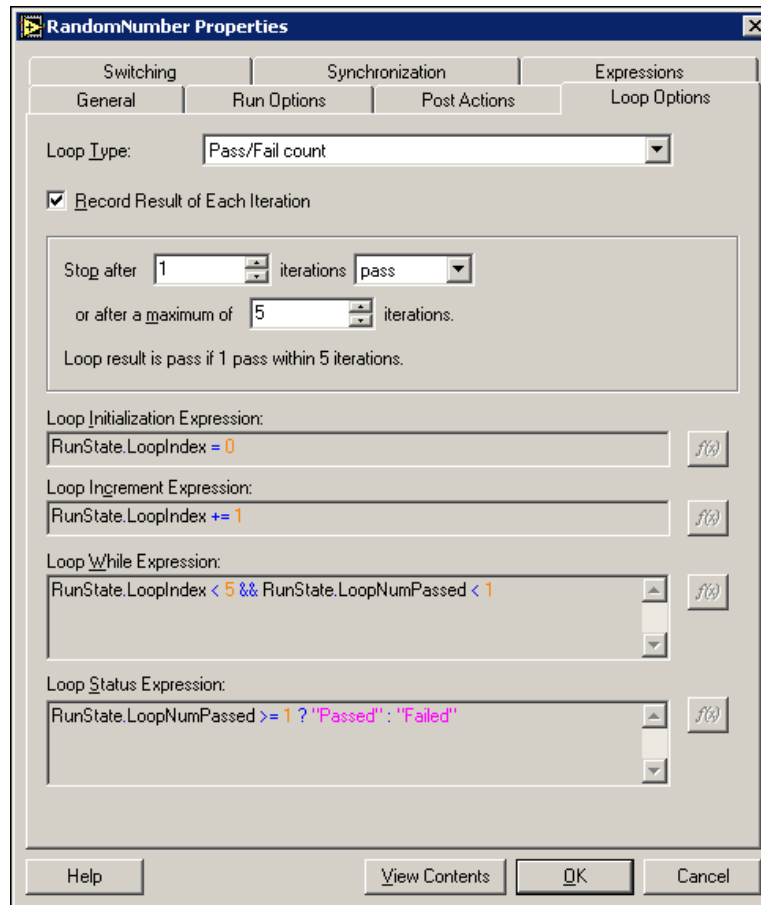 RandomNumber Properties
Switching Synchronization Expressions
General Run Options Post Actions Loop Options
Loop Type: Pass/Fail count
Record Result of Each Iteration
Stop after 1 iterations pass
or after a maximum of 5 iterations.
Loop result is pass if 1 pass within 5 iterations.
Loop Initialization Expression:
RunState.LoopIndex = 0
f(x)
Loop Increment Expression:
RunState.LoopIndex += 1
f(x)
Loop While Expression:
RunState.LoopIndex < 5 && RunState.LoopNumPassed < 1
f(x)
Loop Status Expression:
RunState.LoopNumPassed >= 1 ? "Passed" : "Failed"
f(x)
Help View Contents OK Cancel